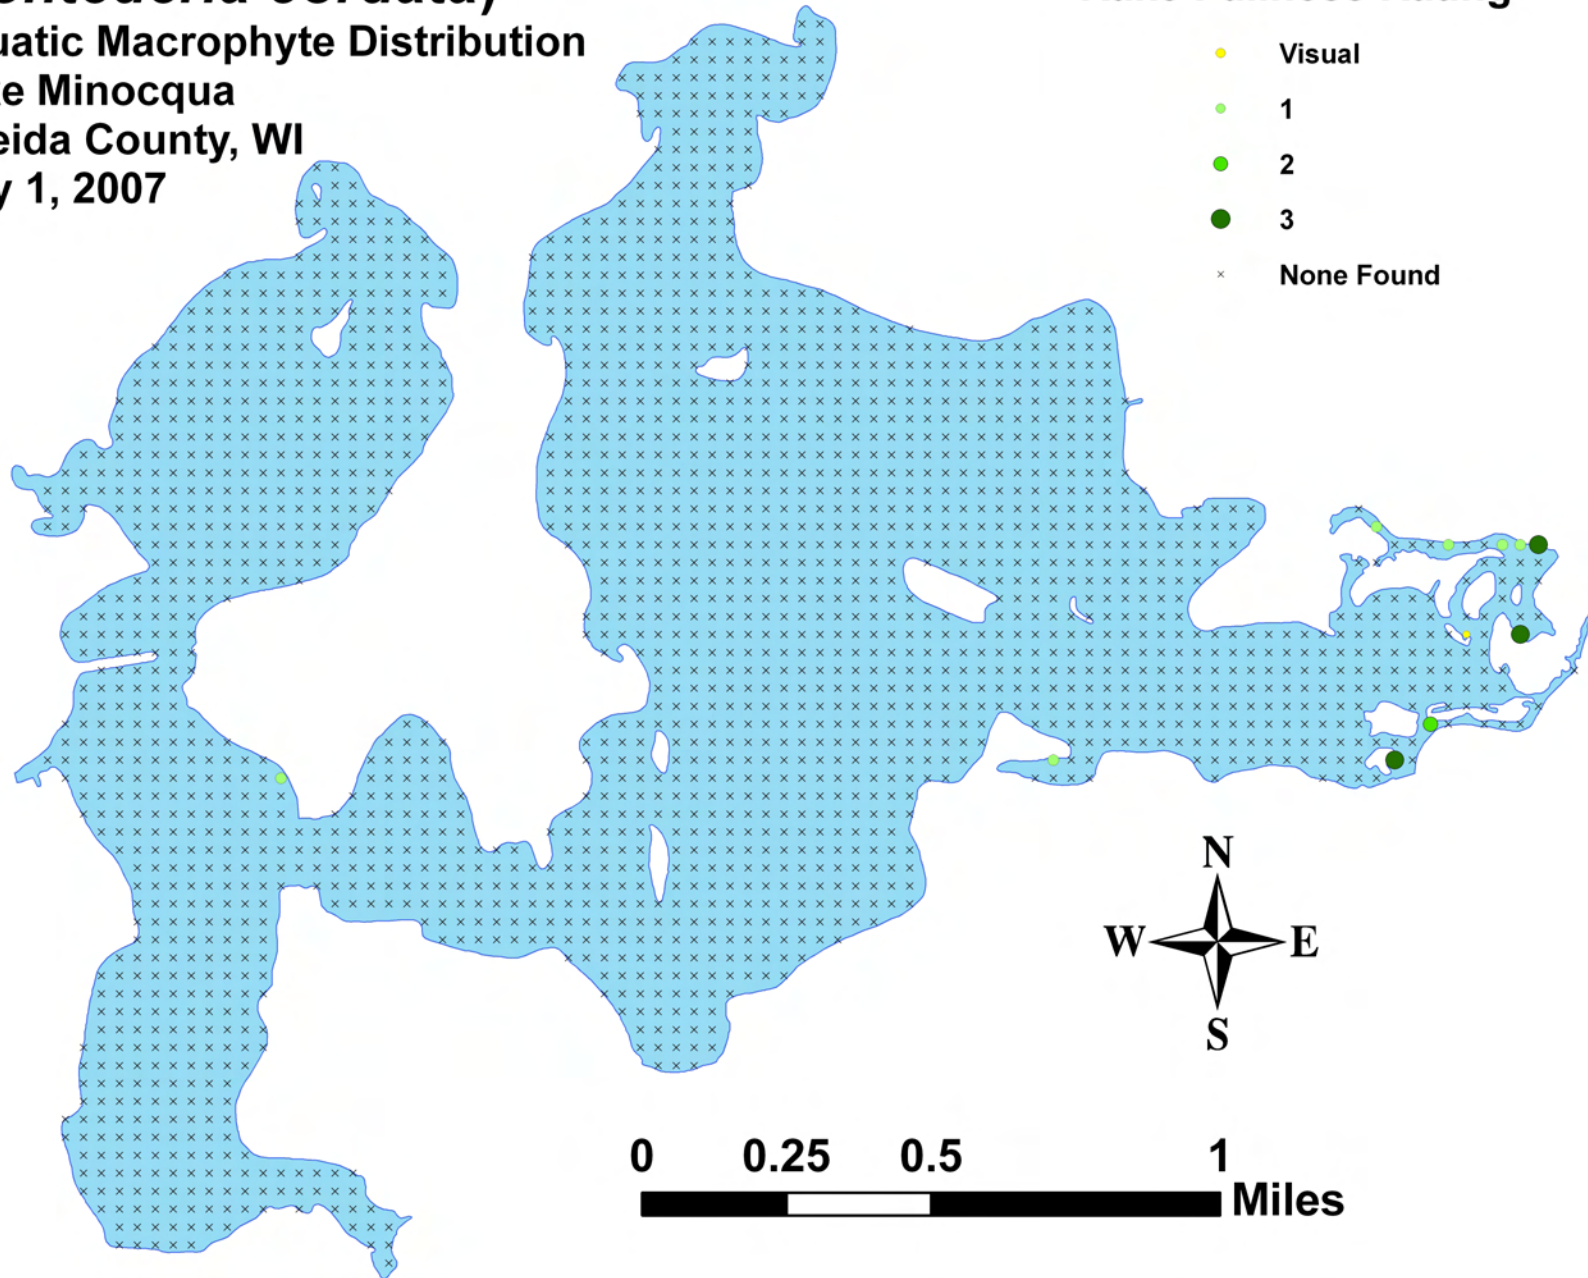 uatic Macrophyte Distribution
e Minocqua
eida County, WI
y 1, 2007
Visual
1
2
3
None Found
N
W E
S
0 0.25 0.5 1
Miles